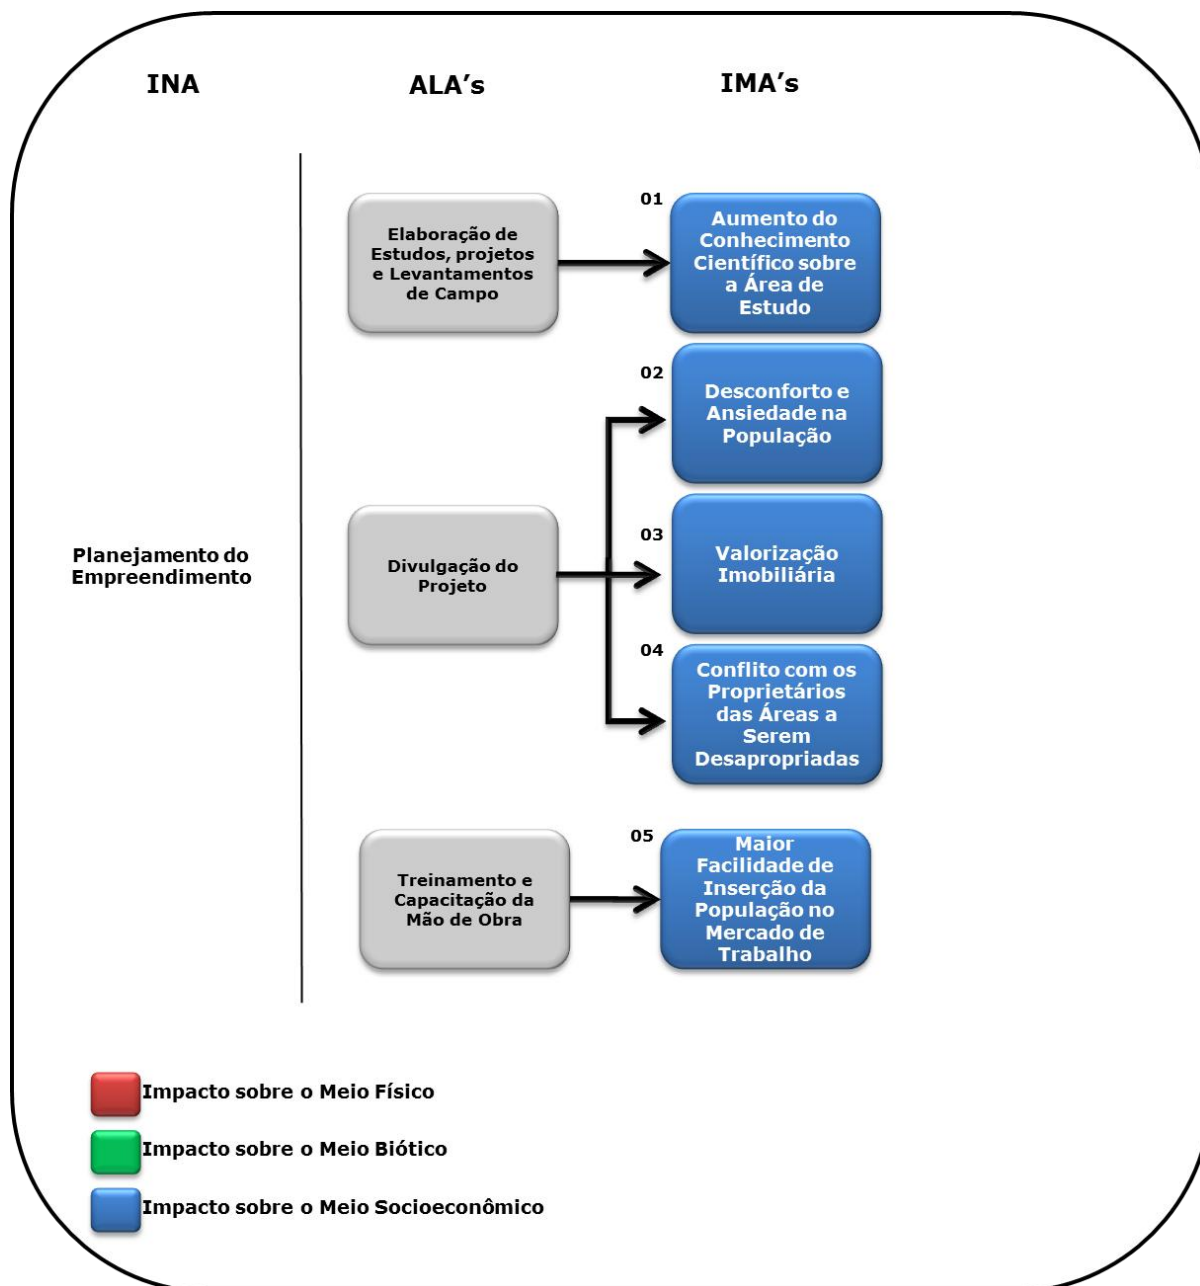 INA
ALA’s
IMA’s
Planejamento do
Empreendimento
Elaboração de
Estudos, projetos
e Levantamentos
de Campo
01
Aumento do
Conhecimento
Científico sobre
a Área de
Estudo
Divulgação do
Projeto
02
Desconforto e
Ansiedade na
População
03
Valorização
Imobiliária
04
Conflito com os
Proprietários
das Áreas a
Serem
Desapropriadas
Treinamento e
Capacitação da
Mão de Obra
05
Maior
Facilidade de
Inserção da
População no
Mercado de
Trabalho
Impacto sobre o Meio Físico
Impacto sobre o Meio Biótico
Impacto sobre o Meio Socioeconômico